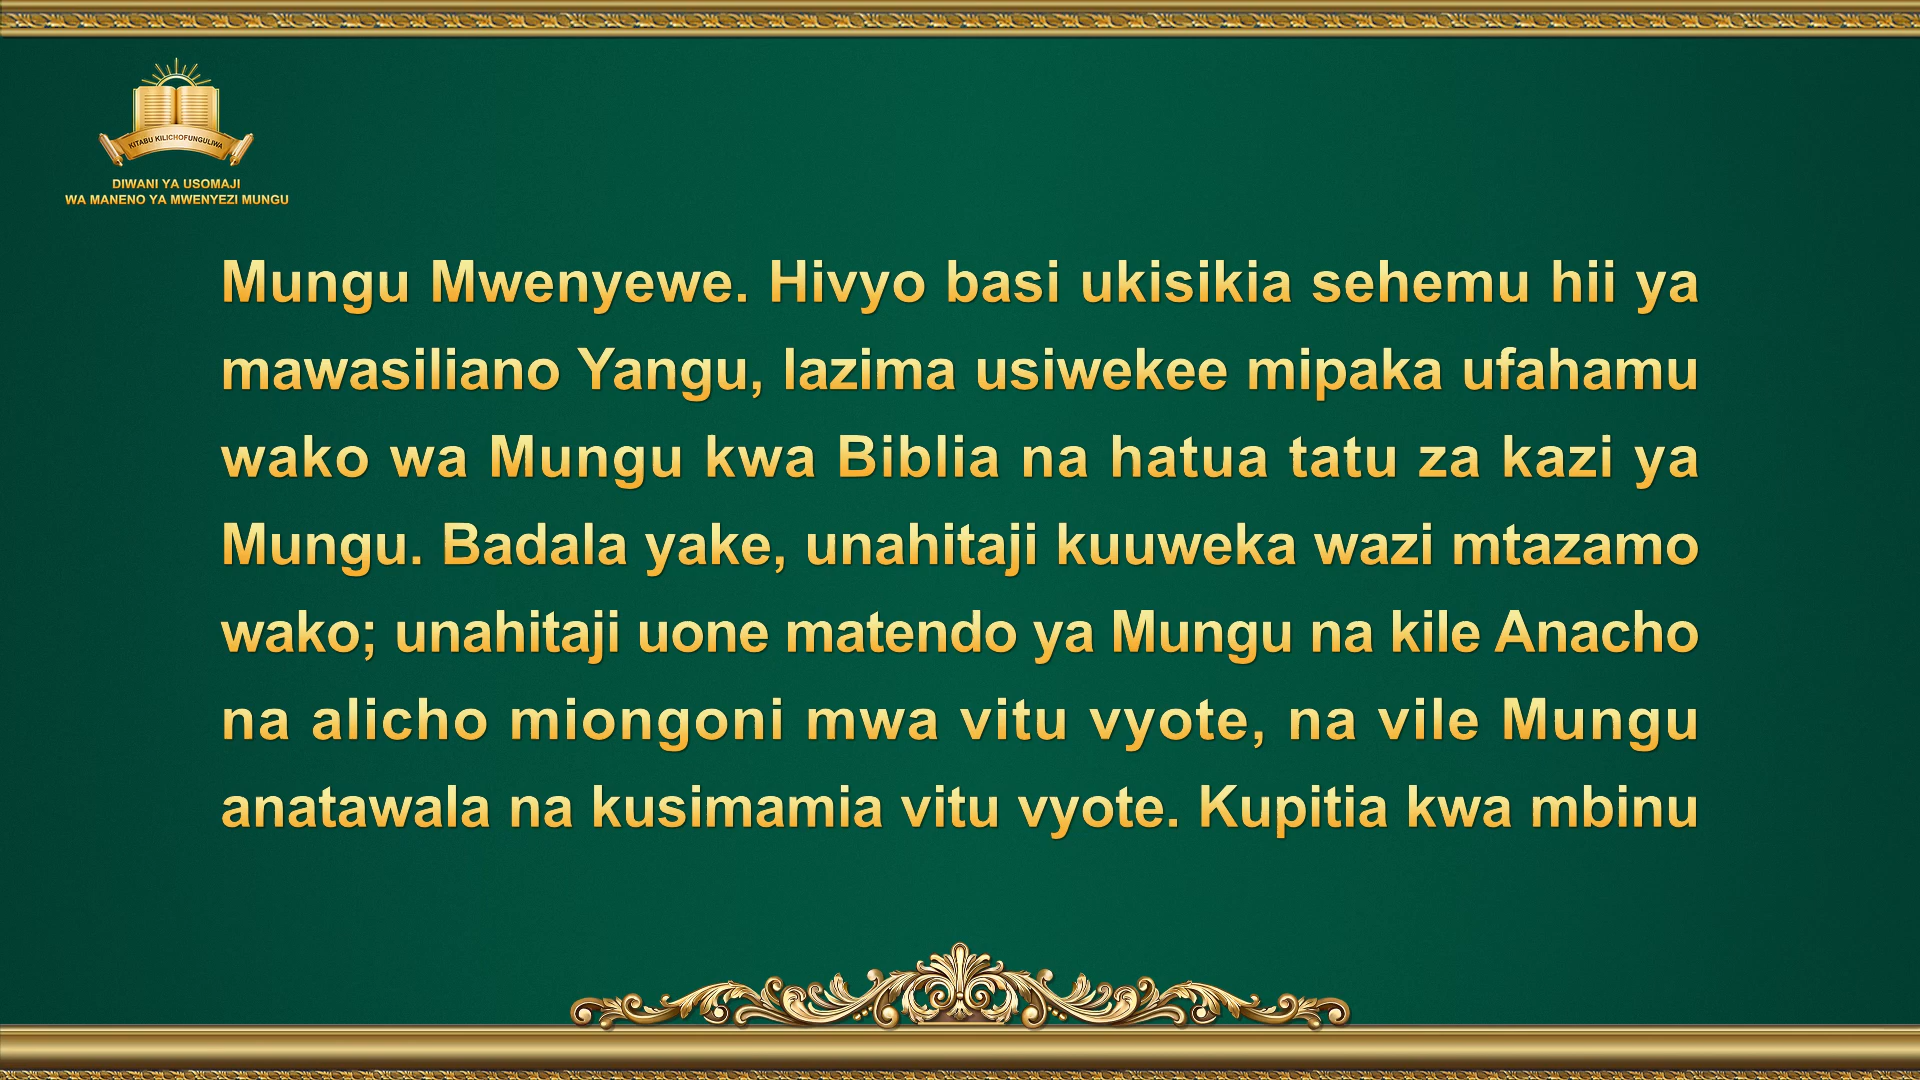 KITABU KILICHOFUNGULIWA
DIWANI YA USOMAJI
WA MANENO YA MWENYEZI MUNGU
Mungu Mwenyewe. Hivyo basi ukisikia sehemu hii ya
mawasiliano Yangu, lazima usiwekee mipaka ufahamu
wako wa Mungu kwa Biblia na hatua tatu za kazi ya
Mungu. Badala yake, unahitaji kuuweka wazi mtazamo
wako; unahitaji uone matendo ya Mungu na kile Anacho
na alicho miongoni mwa vitu vyote, na vile Mungu
anatawala na kusimamia vitu vyote. Kupitia kwa mbinu